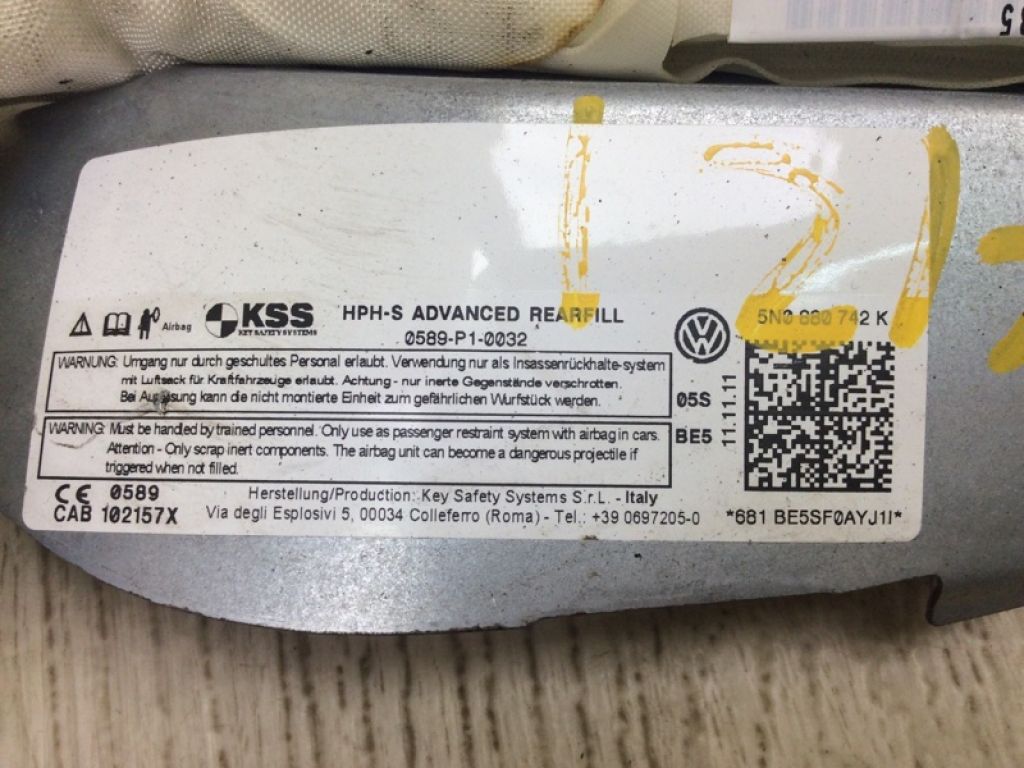 35
121
Airbag
KSS
KEY SAFETY SYSTEMS
HPH-S ADVANCED REARFILL
0589-P1-0032
5N0 680 742 K
WARNING: Umgang nur durch geschultes Personal erlaubt. Verwendung nur als Insassenrückhalte-system
mit Luftsack für Kraftfahrzeuge erlaubt. Achtung - nur inerte Gegenstände verschrotten.
Bei Auslösung kann die nicht montierte Einheit zum gefährlichen Wurfstück werden.
WARNING: Must be handled by trained personnel. Only use as passenger restraint system with airbag in cars.
Attention - Only scrap inert components. The airbag unit can become a dangerous projectile if
triggered when not filled.
05S
BE5
11.11.11
CE 0589
CAB 102157X
Herstellung/Production: Key Safety Systems S.r.L. - Italy
Via degli Esplosivi 5, 00034 Colleferro (Roma) - Tel.: +39 0697205-0
*681 BE5SF0AYJ1I*